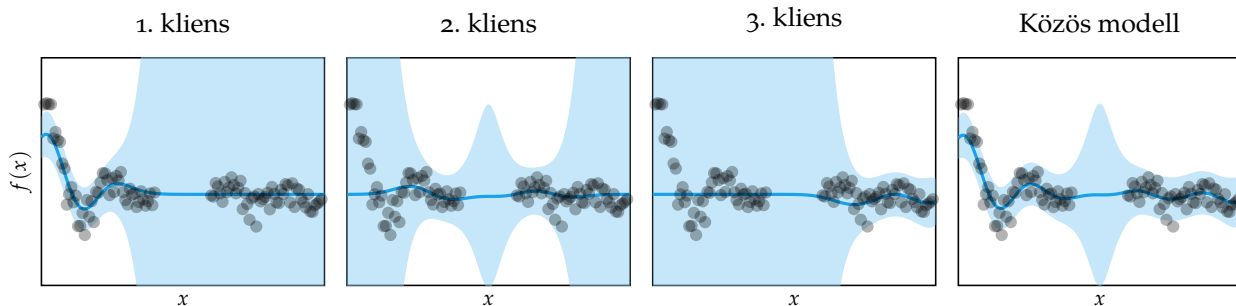 1. kliens
2. kliens
3. kliens
Közös modell
f(x)
x
x
x
x